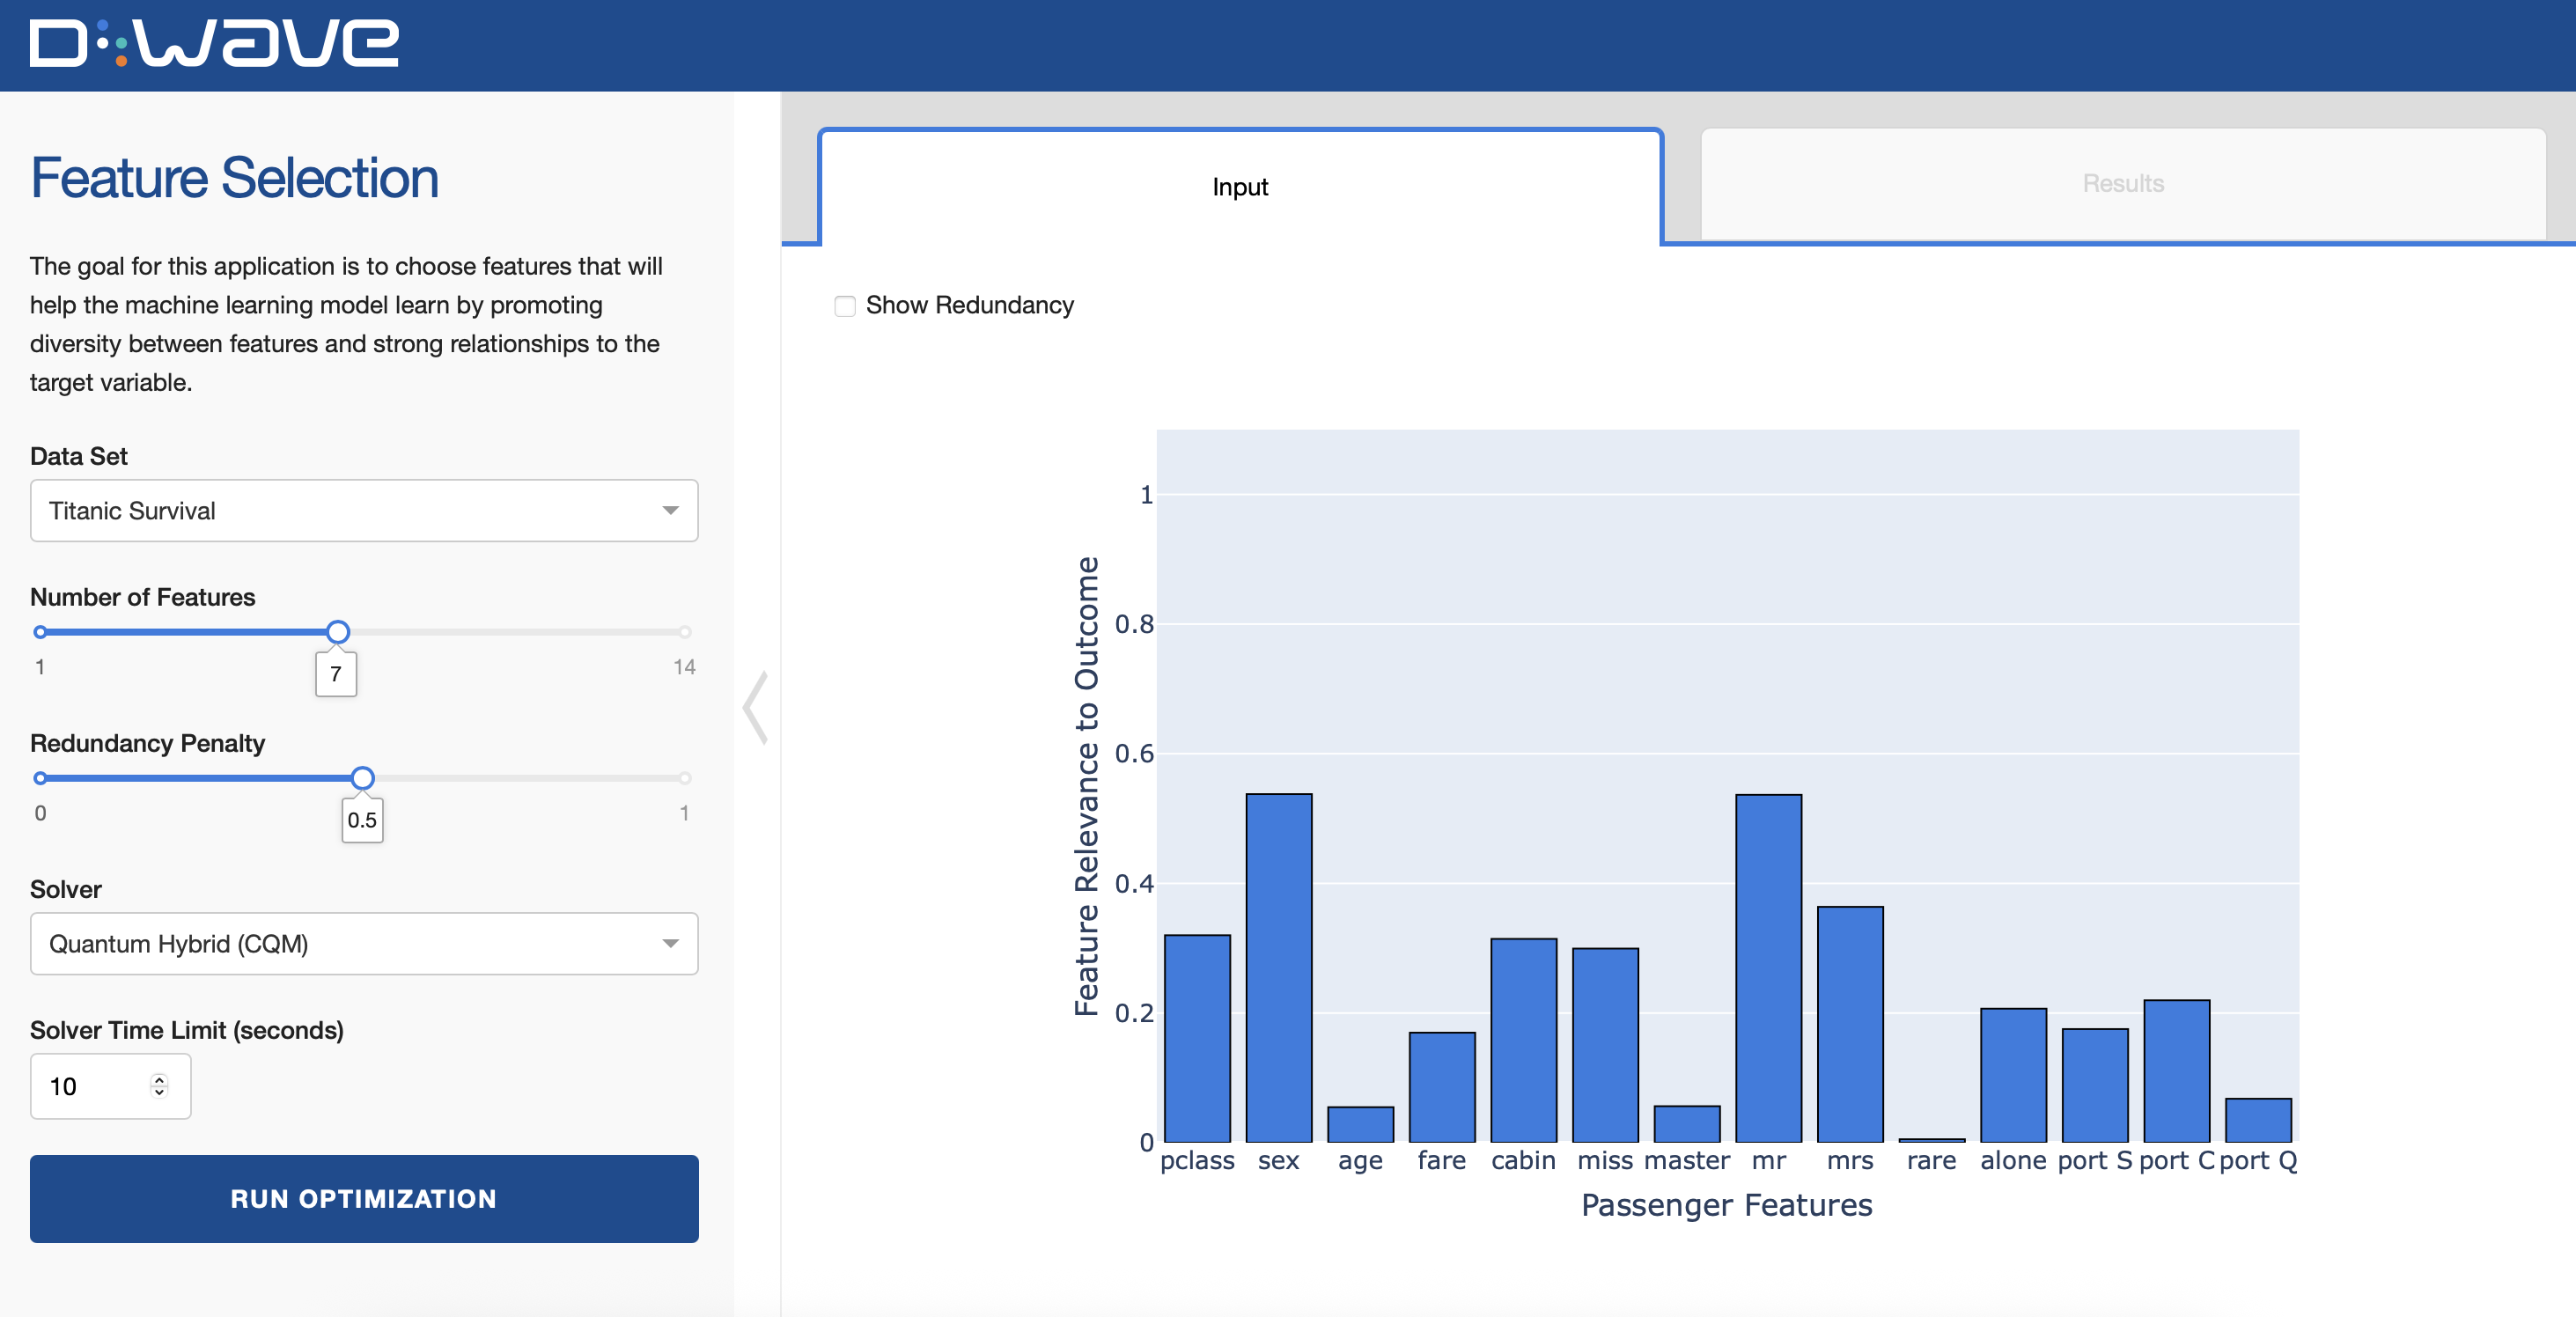 D:Wave
Feature Selection
The goal for this application is to choose features that will
help the machine learning model learn by promoting
diversity between features and strong relationships to the
target variable.
Data Set
Titanic Survival
Number of Features
1
14
7
Redundancy Penalty
0
1
0.5
Solver
Quantum Hybrid (CQM)
Solver Time Limit (seconds)
10
RUN OPTIMIZATION
Input
Results
Show Redundancy
Feature Relevance to Outcome
1
0.8
0.6
0.4
0.2
0
pclass sex age fare cabin miss master mr mrs rare alone port S port C port Q
Passenger Features